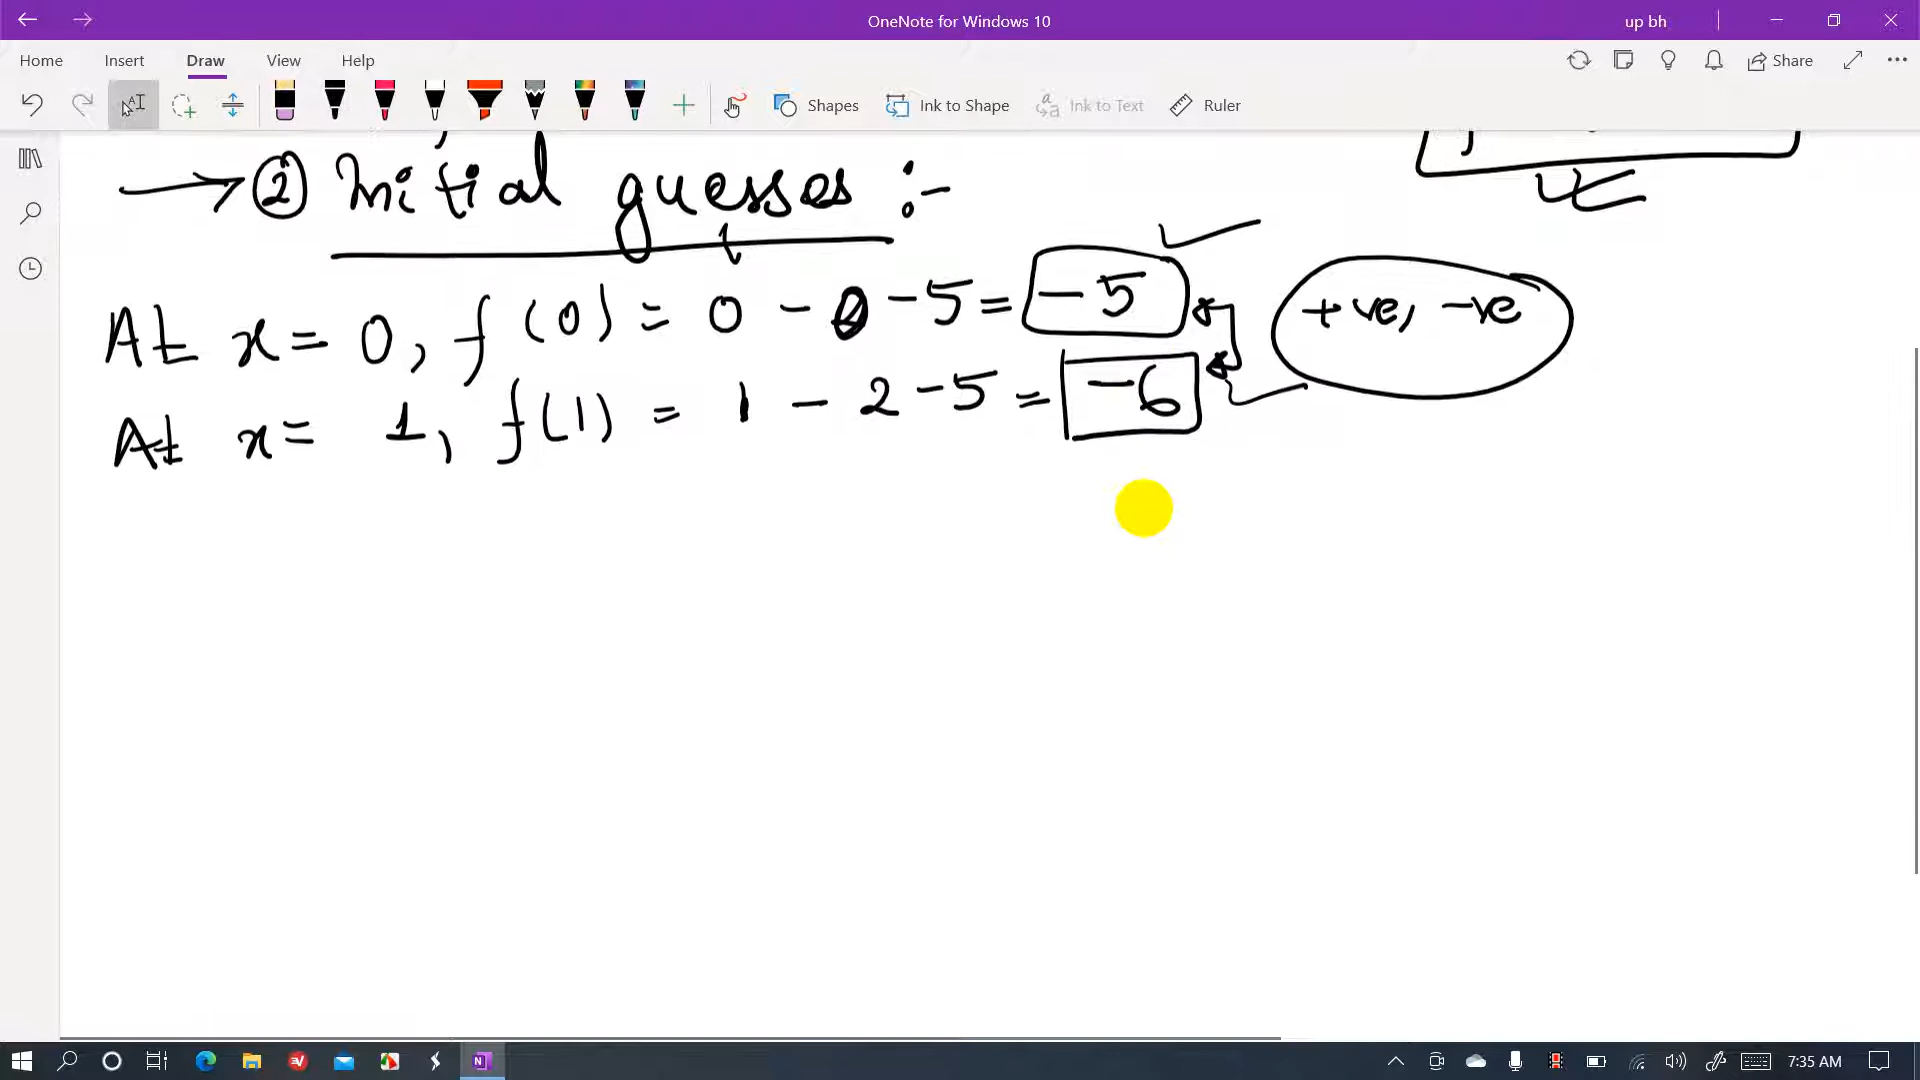 OneNote for Windows 10
up bh
Home Insert Draw View Help
Share
Shapes Ink to Shape Ink to Text Ruler
→ ② Initial guesses :-
At x = 0, f(0) = 0 - 0 - 5 = -5
+ve, -ve
At x = 1, f(1) = 1 - 2 - 5 = -6
7:35 AM